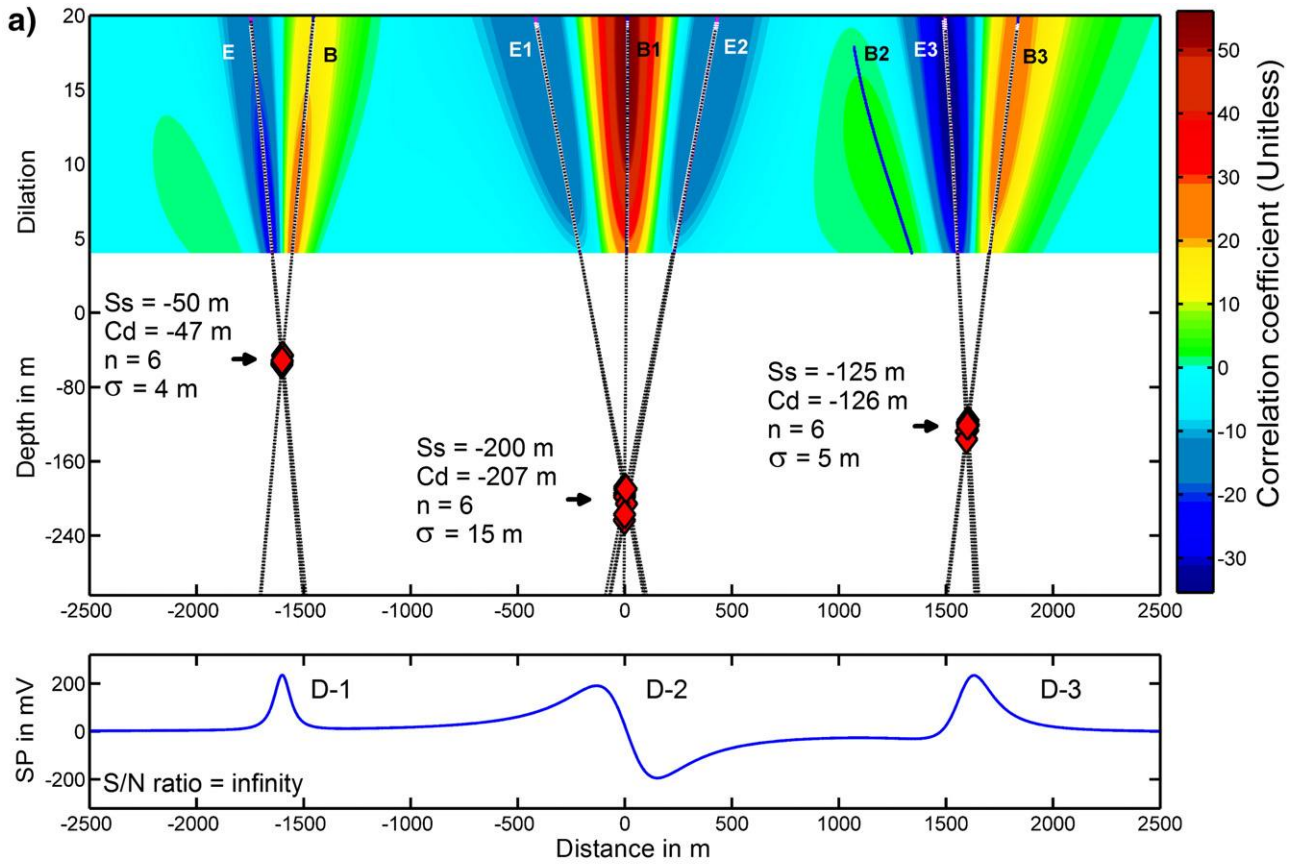 a)
20
15
10
5
Dilation
E
B
E1
B1
E2
B2
E3
B3
0
-80
-160
-240
Depth in m
Ss = -50 m
Cd = -47 m
n = 6
σ = 4 m
Ss = -200 m
Cd = -207 m
n = 6
σ = 15 m
Ss = -125 m
Cd = -126 m
n = 6
σ = 5 m
-2500 -2000 -1500 -1000 -500 0 500 1000 1500 2000 2500
50
40
30
20
10
0
-10
-20
-30
Correlation coefficient (Unitless)
200
0
-200
SP in mV
D-1
D-2
D-3
S/N ratio = infinity
-2500 -2000 -1500 -1000 -500 0 500 1000 1500 2000 2500
Distance in m